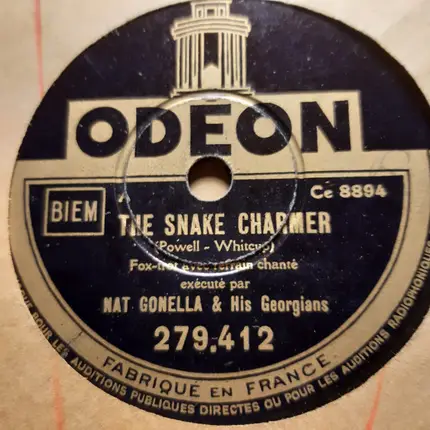 ODEON
BIEM
A
Ce 8894
THE SNAKE CHARMER
(Powell - Whitcup)
Fox-trot avec refrain chanté
exécuté par
NAT GONELLA & His Georgians
279.412
FABRIQUÉ EN FRANCE
POUR LES AUDITIONS PUBLIQUES DIRECTES OU POUR LES AUDITIONS RADIOPHONIQUES